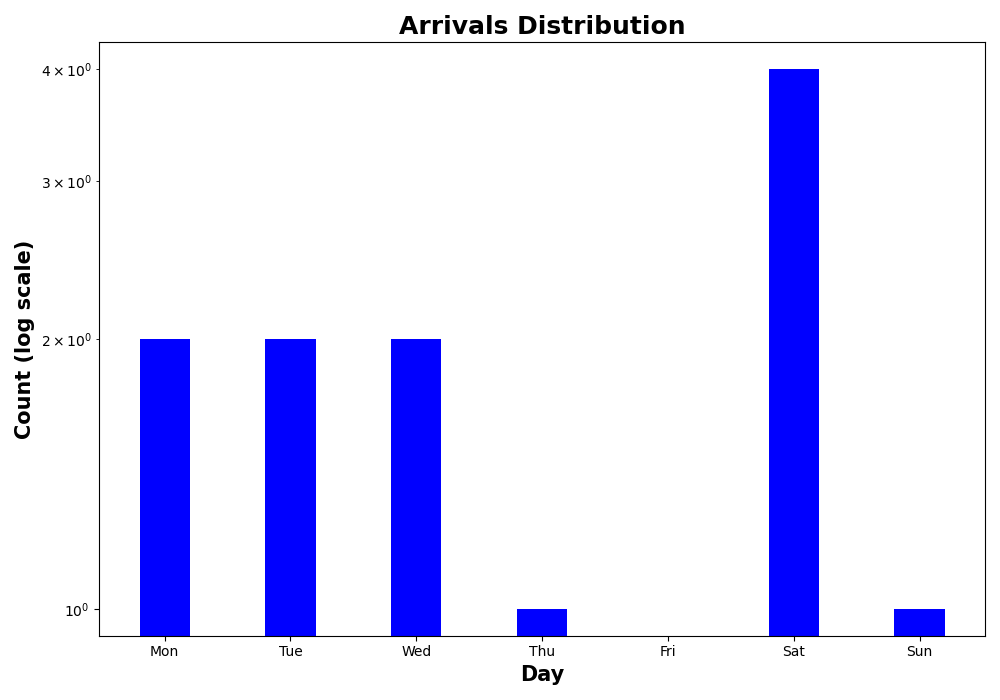 Arrivals Distribution
Count (log scale)
4 × 10⁰
3 × 10⁰
2 × 10⁰
10⁰
Mon Tue Wed Thu Fri Sat Sun
Day